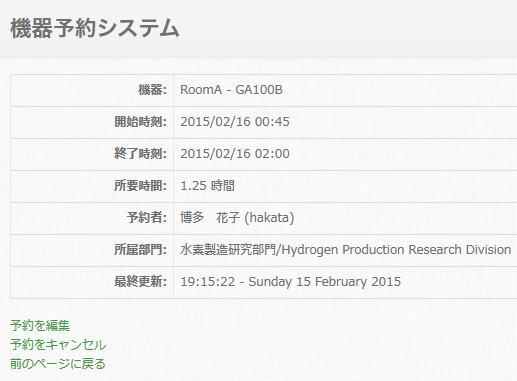 機器予約システム
機器: RoomA - GA100B
開始時刻: 2015/02/16 00:45
終了時刻: 2015/02/16 02:00
所要時間: 1.25 時間
予約者: 博多　花子 (hakata)
所属部門: 水素製造研究部門/Hydrogen Production Research Division
最終更新: 19:15:22 - Sunday 15 February 2015
予約を編集
予約をキャンセル
前のページに戻る